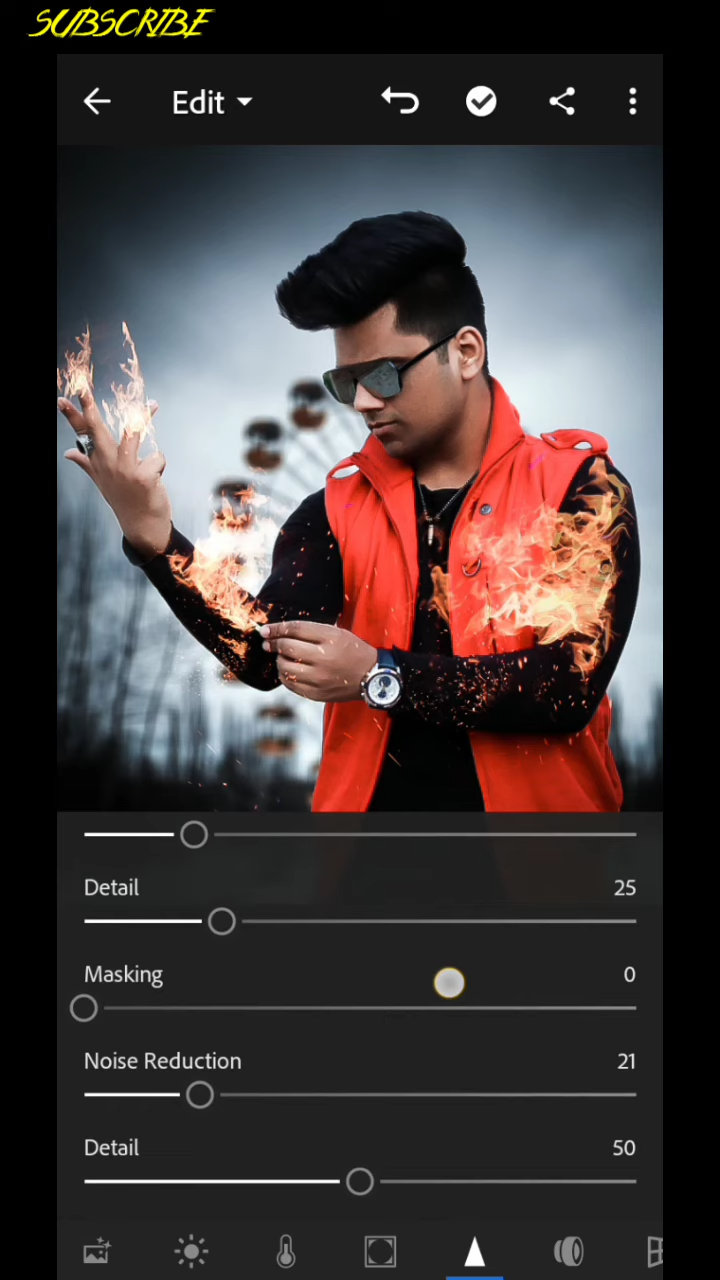 SUBSCRIBE
Edit
Detail 25
Masking 0
Noise Reduction 21
Detail 50